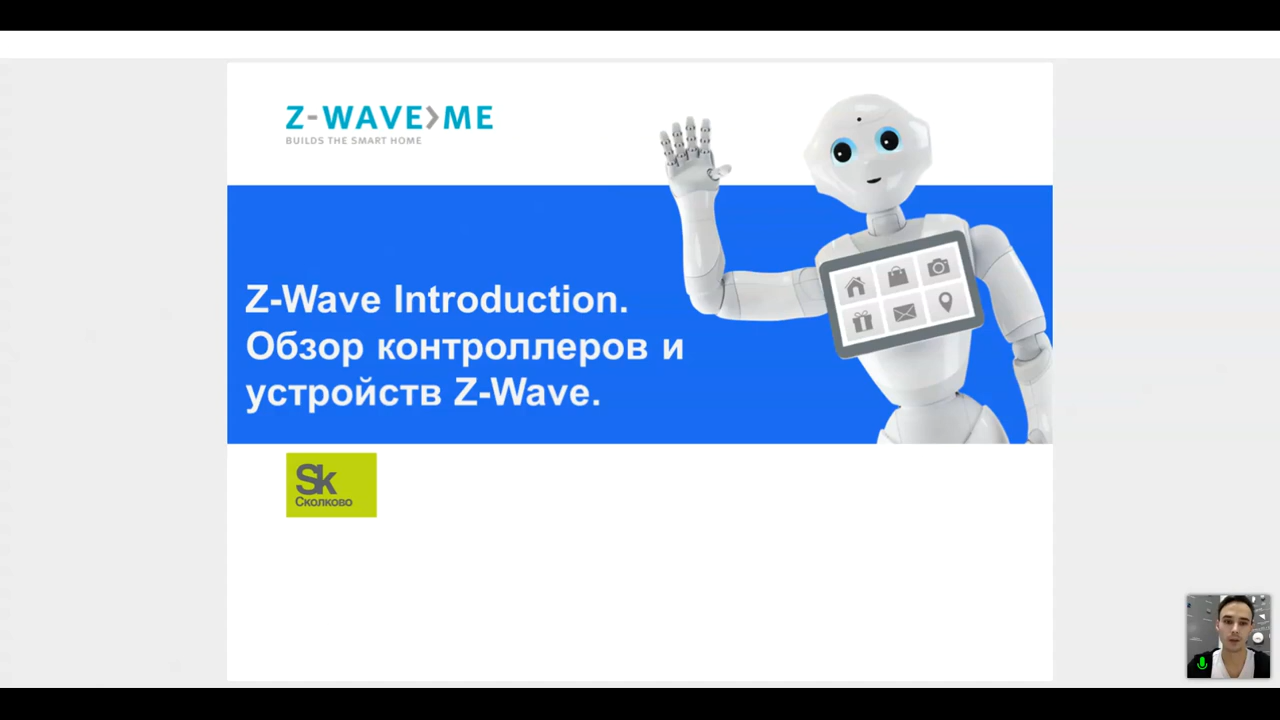 Z-WAVE>ME
BUILDS THE SMART HOME
Z-Wave Introduction.
Обзор контроллеров и
устройств Z-Wave.
Sk
Сколково